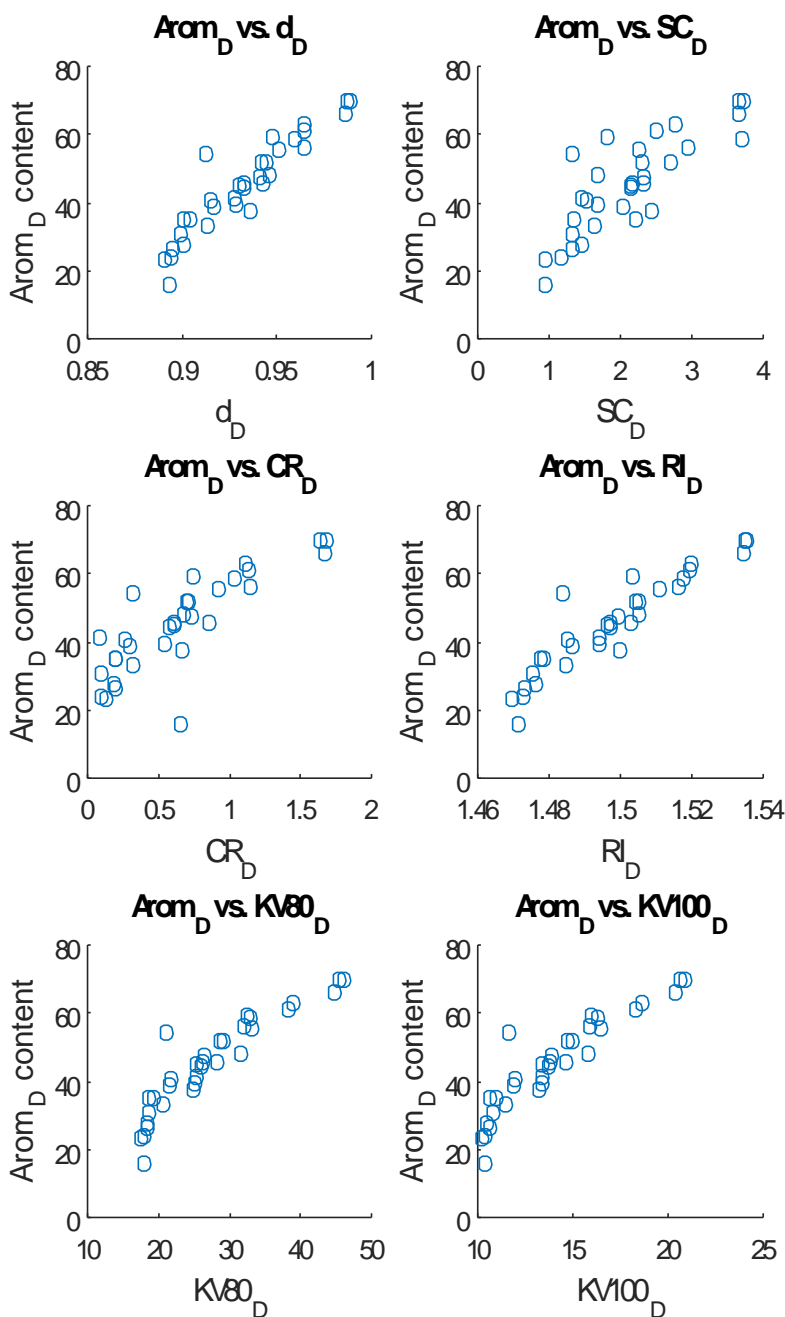 Arom_D vs. d_D
Arom_D content
80
60
40
20
0
0.85 0.9 0.95 1
d_D
Arom_D vs. SC_D
Arom_D content
80
60
40
20
0
0 1 2 3 4
SC_D
Arom_D vs. CR_D
Arom_D content
80
60
40
20
0
0 0.5 1 1.5 2
CR_D
Arom_D vs. RI_D
Arom_D content
80
60
40
20
0
1.46 1.48 1.5 1.52 1.54
RI_D
Arom_D vs. KV80_D
Arom_D content
80
60
40
20
0
10 20 30 40 50
KV80_D
Arom_D vs. KV100_D
Arom_D content
80
60
40
20
0
10 15 20 25
KV100_D